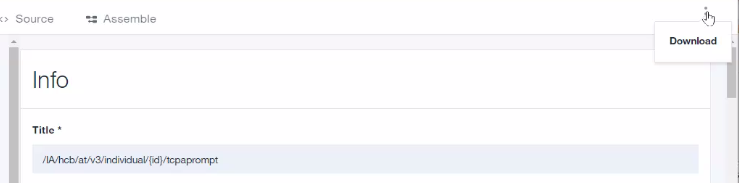 Source
Assemble
Download
Info
Title *
/IA/hcb/at/v3/individual/{id}/tcpaprompt